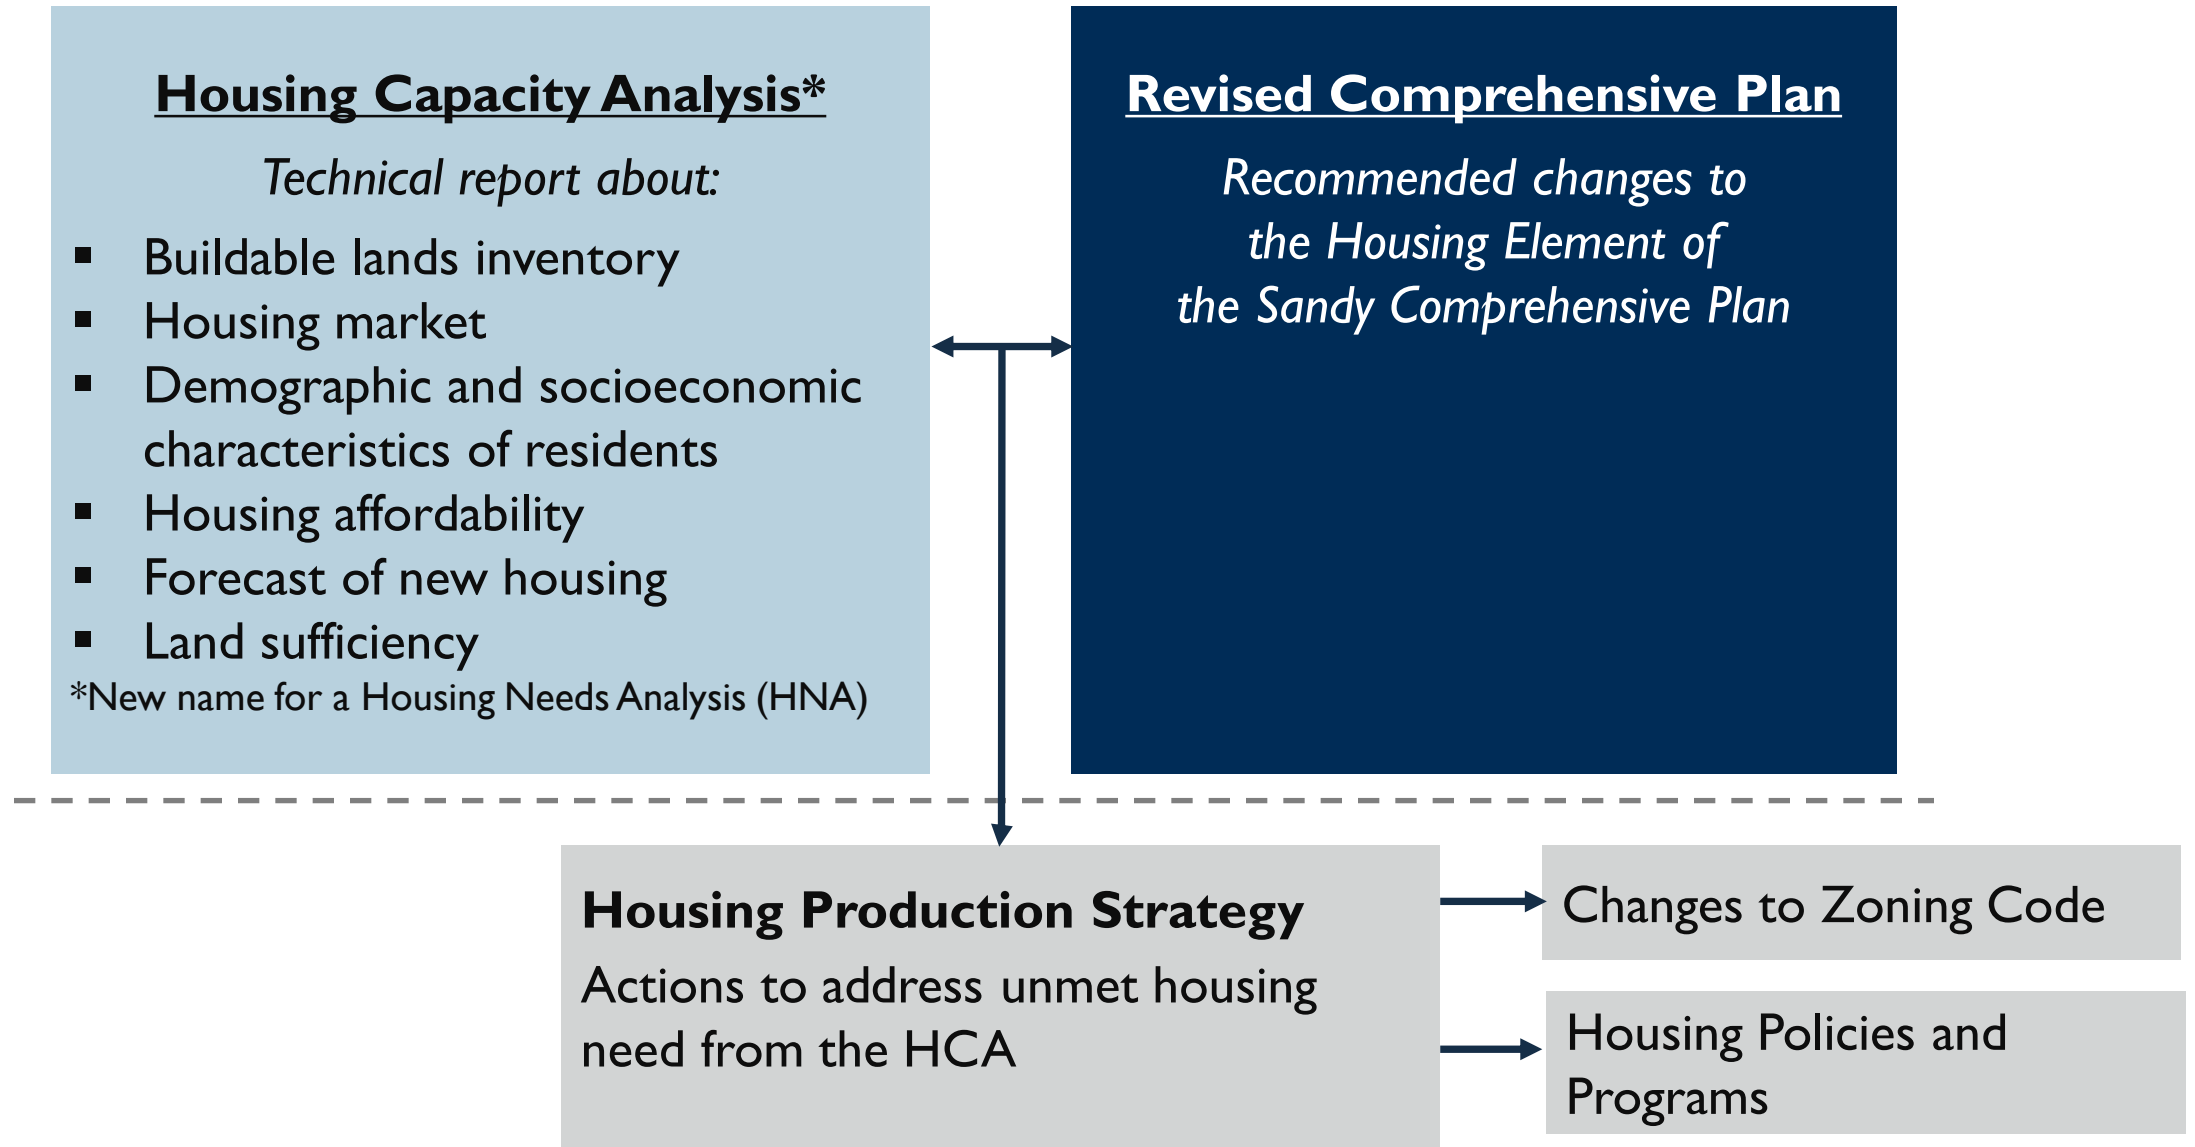 Housing Capacity Analysis*
Technical report about:
▪ Buildable lands inventory
▪ Housing market
▪ Demographic and socioeconomic
characteristics of residents
▪ Housing affordability
▪ Forecast of new housing
▪ Land sufficiency
*New name for a Housing Needs Analysis (HNA)
Revised Comprehensive Plan
Recommended changes to
the Housing Element of
the Sandy Comprehensive Plan
Housing Production Strategy
Actions to address unmet housing
need from the HCA
Changes to Zoning Code
Housing Policies and
Programs